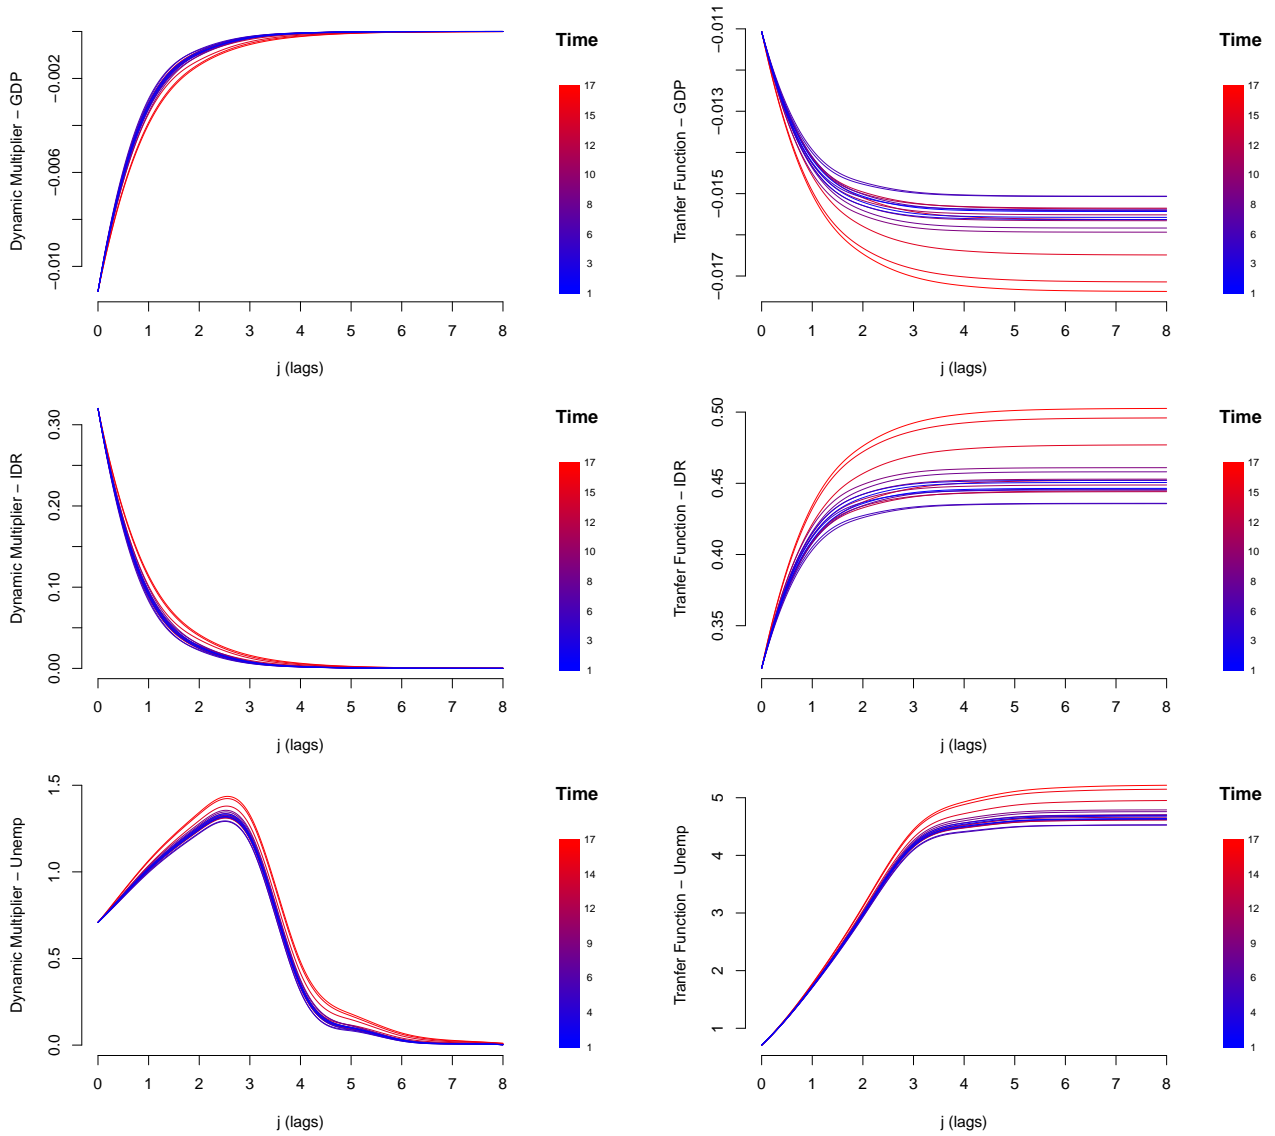 Dynamic Multiplier − GDP
−0.002
−0.006
−0.010
0 1 2 3 4 5 6 7 8
j (lags)
Time
17
15
12
10
8
6
3
1
Tranfer Function − GDP
−0.011
−0.013
−0.015
−0.017
0 1 2 3 4 5 6 7 8
j (lags)
Time
17
15
12
10
8
6
3
1
Dynamic Multiplier − IDR
0.30
0.20
0.10
0.00
0 1 2 3 4 5 6 7 8
j (lags)
Time
17
15
12
10
8
6
3
1
Tranfer Function − IDR
0.50
0.45
0.40
0.35
0 1 2 3 4 5 6 7 8
j (lags)
Time
17
15
12
10
8
6
3
1
Dynamic Multiplier − Unemp
1.5
1.0
0.5
0.0
0 1 2 3 4 5 6 7 8
j (lags)
Time
17
14
12
9
6
4
1
Tranfer Function − Unemp
5
4
3
2
1
0 1 2 3 4 5 6 7 8
j (lags)
Time
17
14
12
9
6
4
1